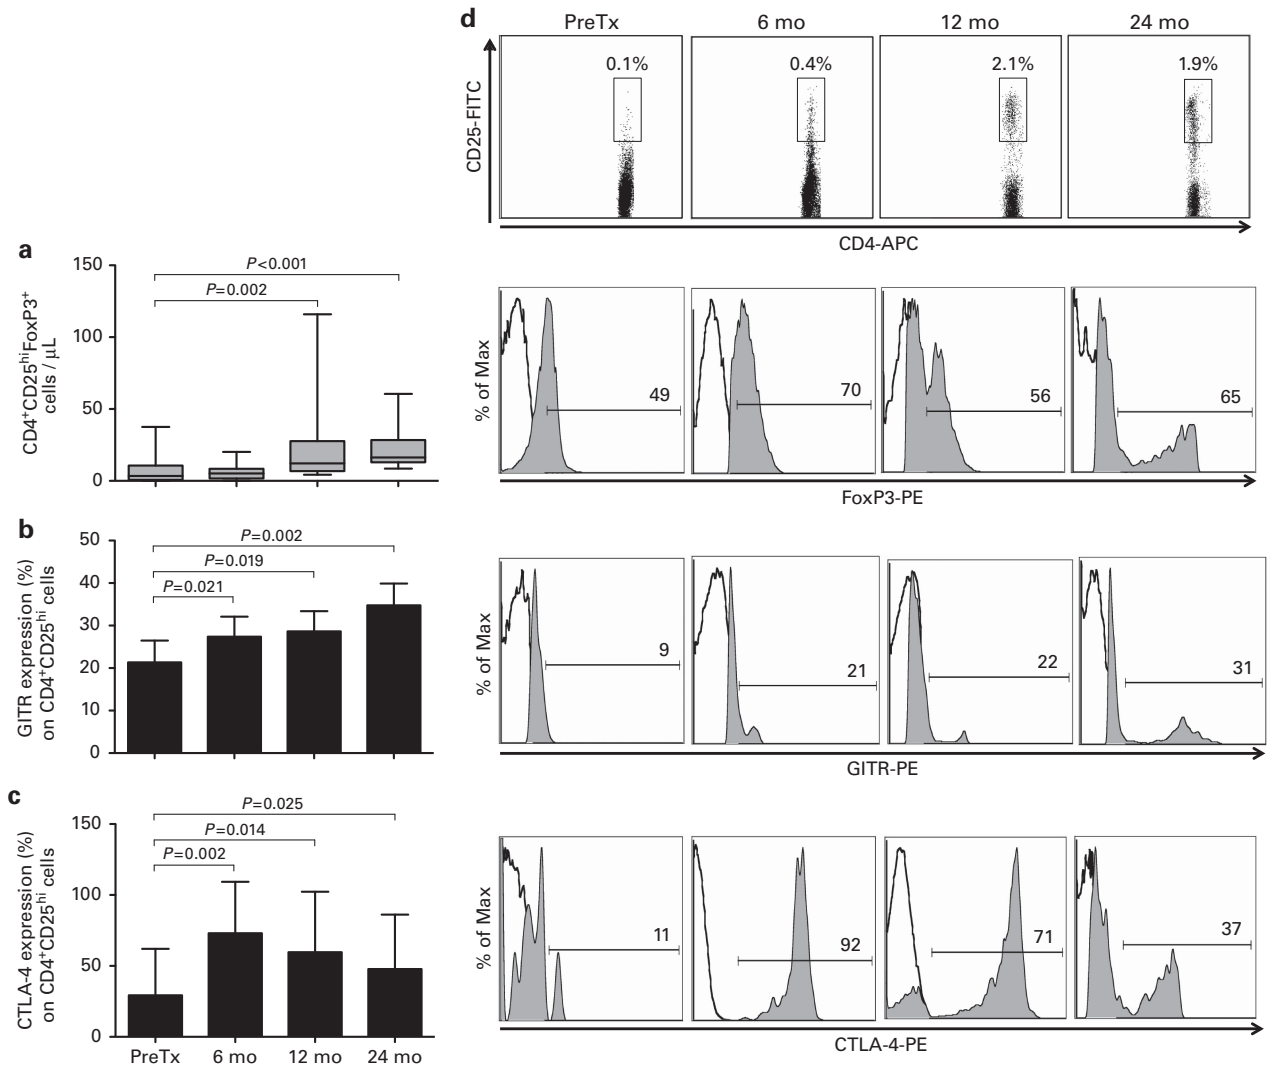 d
PreTx 6 mo 12 mo 24 mo
0.1% 0.4% 2.1% 1.9%
CD25-FITC
CD4-APC
a
150
100
50
0
CD4⁺CD25ʰⁱFoxP3⁺
cells / μL
P<0.001
P=0.002
% of Max
49 70 56 65
FoxP3-PE
b
50
40
30
20
10
0
GITR expression (%)
on CD4⁺CD25ʰⁱ cells
P=0.002
P=0.019
P=0.021
% of Max
9 21 22 31
GITR-PE
c
150
100
50
0
CTLA-4 expression (%)
on CD4⁺CD25ʰⁱ cells
P=0.025
P=0.014
P=0.002
PreTx 6 mo 12 mo 24 mo
% of Max
11 92 71 37
CTLA-4-PE